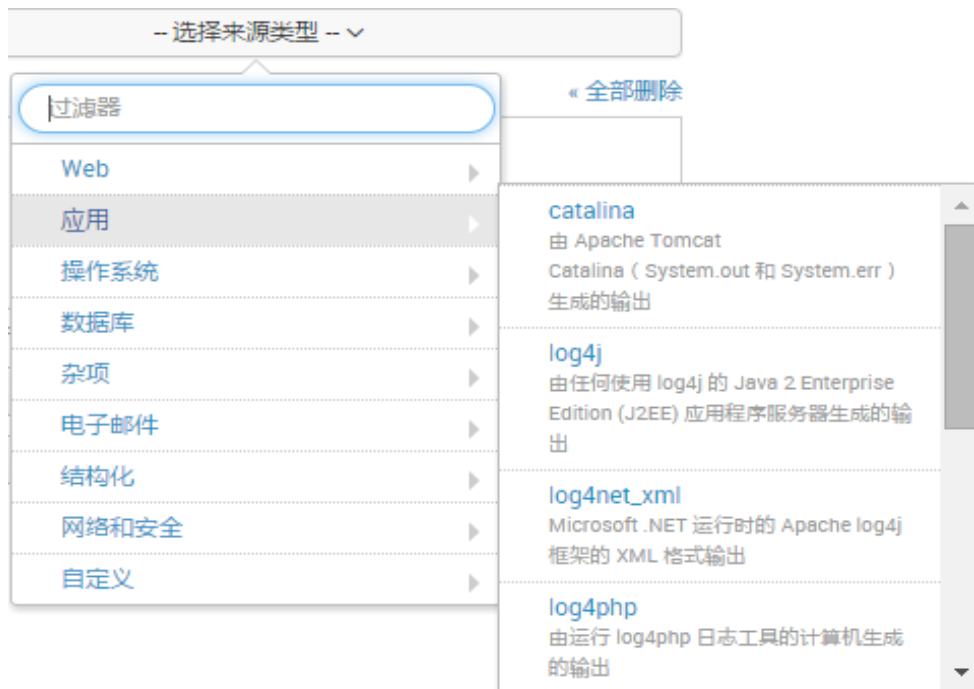 -- 选择来源类型 --
« 全部删除
过滤器
Web
应用
操作系统
数据库
杂项
电子邮件
结构化
网络和安全
自定义
catalina
由 Apache Tomcat
Catalina（System.out 和 System.err）
生成的输出
log4j
由任何使用 log4j 的 Java 2 Enterprise
Edition (J2EE) 应用程序服务器生成的输
出
log4net_xml
Microsoft .NET 运行时的 Apache log4j
框架的 XML 格式输出
log4php
由运行 log4php 日志工具的计算机生成
的输出